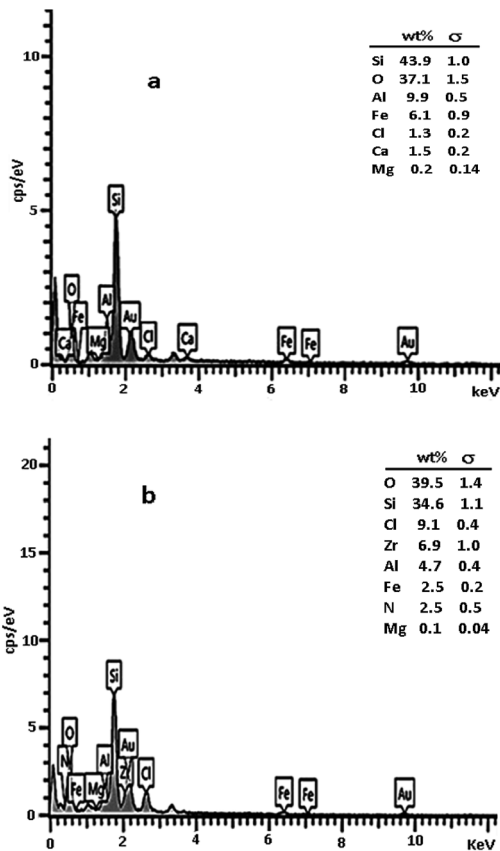 a
wt% σ
Si 43.9 1.0
O 37.1 1.5
Al 9.9 0.5
Fe 6.1 0.9
Cl 1.3 0.2
Ca 1.5 0.2
Mg 0.2 0.14
10
5
0
cps/eV
Si
O
Fe
Ca
Mg
Al
Au
Cl
Ca
Fe
Fe
Au
0 2 4 6 8 10
keV
b
wt% σ
O 39.5 1.4
Si 34.6 1.1
Cl 9.1 0.4
Zr 6.9 1.0
Al 4.7 0.4
Fe 2.5 0.2
N 2.5 0.5
Mg 0.1 0.04
20
15
10
5
0
cps/eV
Si
O
N
Fe
Mg
Al
Zr
Au
Cl
Fe
Fe
Au
0 2 4 6 8 10
KeV